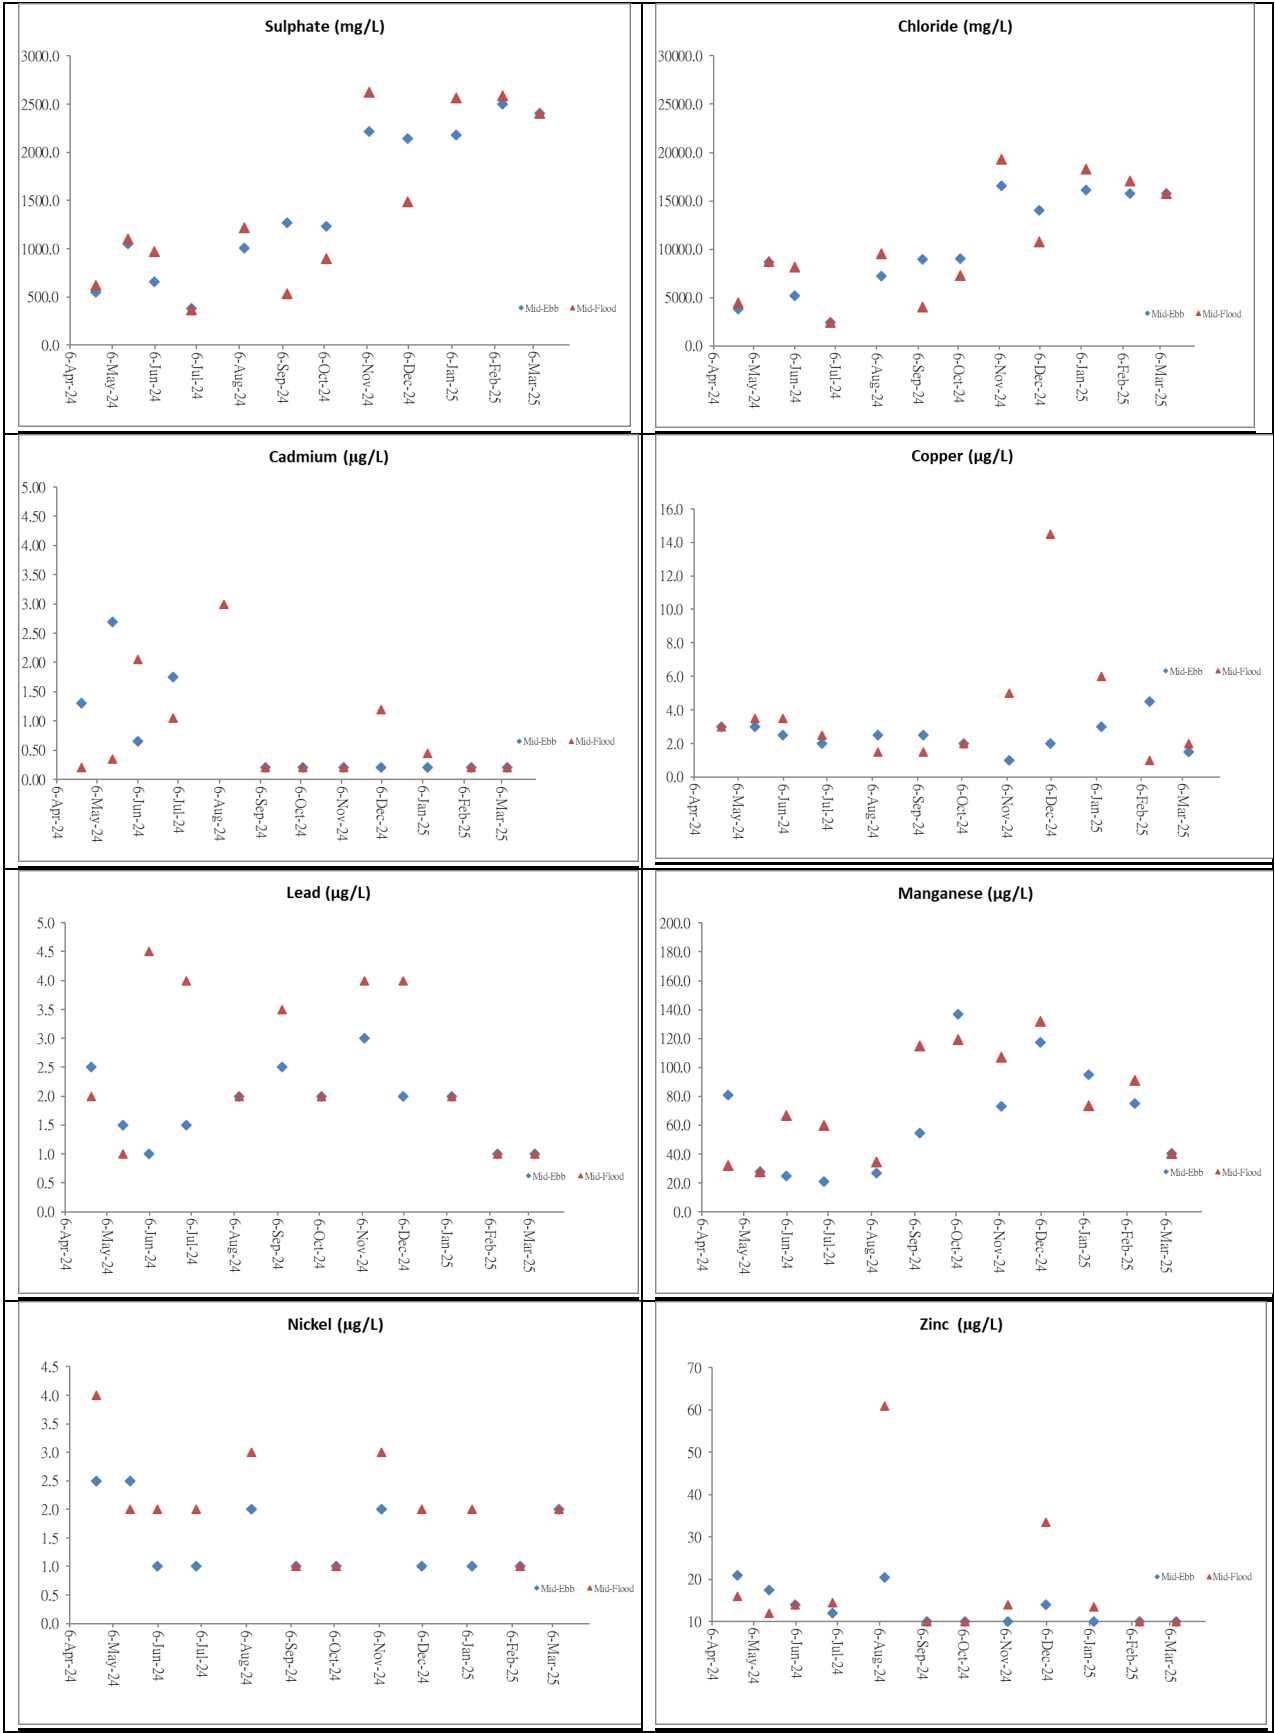 Sulphate (mg/L)
3000.0
2500.0
2000.0
1500.0
1000.0
500.0
0.0
6-Apr-24
6-May-24
6-Jun-24
6-Jul-24
6-Aug-24
6-Sep-24
6-Oct-24
6-Nov-24
6-Dec-24
6-Jan-25
6-Feb-25
6-Mar-25
Mid-Ebb Mid-Flood
Chloride (mg/L)
30000.0
25000.0
20000.0
15000.0
10000.0
5000.0
0.0
6-Apr-24
6-May-24
6-Jun-24
6-Jul-24
6-Aug-24
6-Sep-24
6-Oct-24
6-Nov-24
6-Dec-24
6-Jan-25
6-Feb-25
6-Mar-25
Mid-Ebb Mid-Flood
Cadmium (µg/L)
5.00
4.50
4.00
3.50
3.00
2.50
2.00
1.50
1.00
0.50
0.00
6-Apr-24
6-May-24
6-Jun-24
6-Jul-24
6-Aug-24
6-Sep-24
6-Oct-24
6-Nov-24
6-Dec-24
6-Jan-25
6-Feb-25
6-Mar-25
Mid-Ebb Mid-Flood
Copper (µg/L)
16.0
14.0
12.0
10.0
8.0
6.0
4.0
2.0
0.0
6-Apr-24
6-May-24
6-Jun-24
6-Jul-24
6-Aug-24
6-Sep-24
6-Oct-24
6-Nov-24
6-Dec-24
6-Jan-25
6-Feb-25
6-Mar-25
Mid-Ebb Mid-Flood
Lead (µg/L)
5.0
4.5
4.0
3.5
3.0
2.5
2.0
1.5
1.0
0.5
0.0
6-Apr-24
6-May-24
6-Jun-24
6-Jul-24
6-Aug-24
6-Sep-24
6-Oct-24
6-Nov-24
6-Dec-24
6-Jan-25
6-Feb-25
6-Mar-25
Mid-Ebb Mid-Flood
Manganese (µg/L)
200.0
180.0
160.0
140.0
120.0
100.0
80.0
60.0
40.0
20.0
0.0
6-Apr-24
6-May-24
6-Jun-24
6-Jul-24
6-Aug-24
6-Sep-24
6-Oct-24
6-Nov-24
6-Dec-24
6-Jan-25
6-Feb-25
6-Mar-25
Mid-Ebb Mid-Flood
Nickel (µg/L)
4.5
4.0
3.5
3.0
2.5
2.0
1.5
1.0
0.5
0.0
6-Apr-24
6-May-24
6-Jun-24
6-Jul-24
6-Aug-24
6-Sep-24
6-Oct-24
6-Nov-24
6-Dec-24
6-Jan-25
6-Feb-25
6-Mar-25
Mid-Ebb Mid-Flood
Zinc (µg/L)
70
60
50
40
30
20
10
6-Apr-24
6-May-24
6-Jun-24
6-Jul-24
6-Aug-24
6-Sep-24
6-Oct-24
6-Nov-24
6-Dec-24
6-Jan-25
6-Feb-25
6-Mar-25
Mid-Ebb Mid-Flood